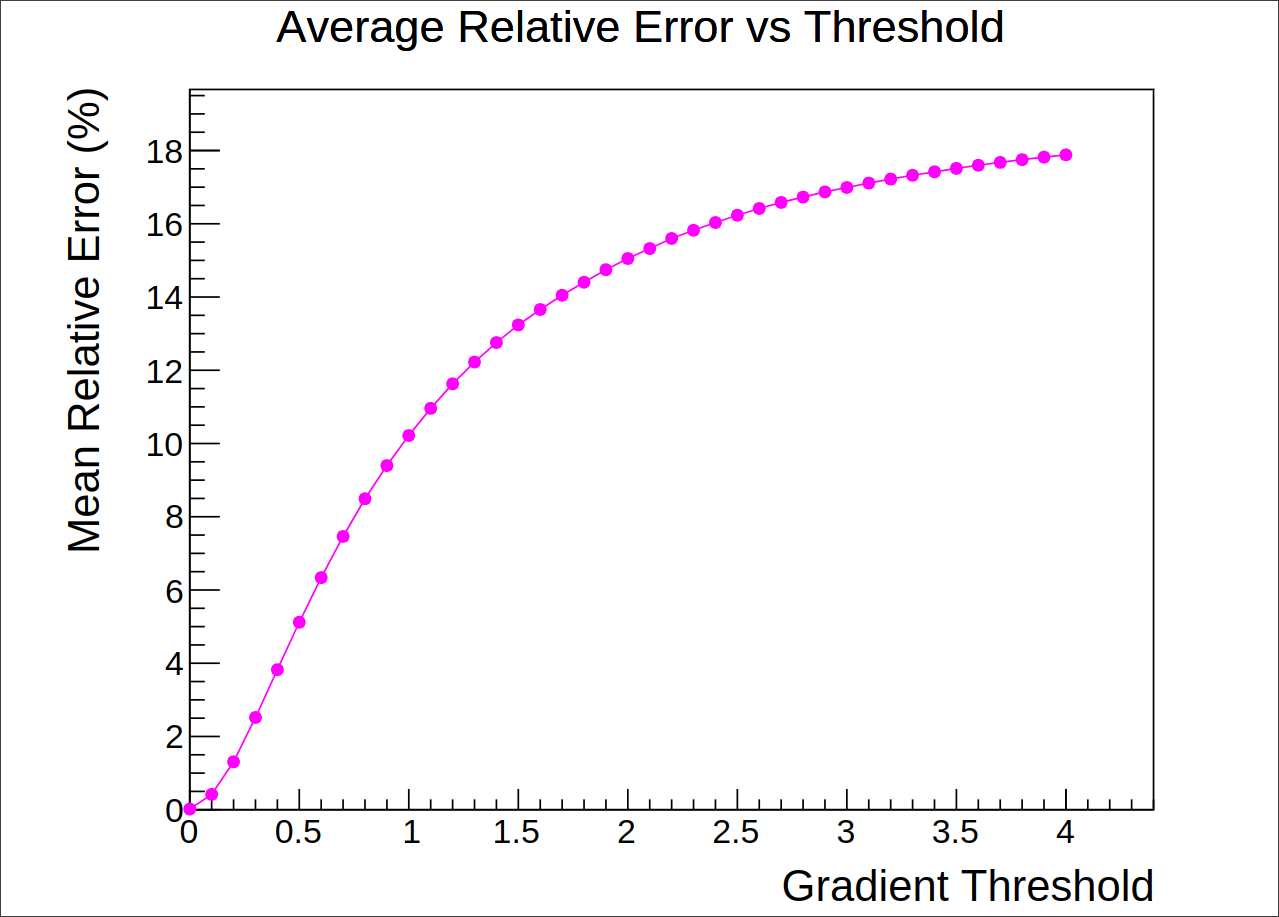 Average Relative Error vs Threshold
Mean Relative Error (%)
18
16
14
12
10
8
6
4
2
0
0 0.5 1 1.5 2 2.5 3 3.5 4
Gradient Threshold